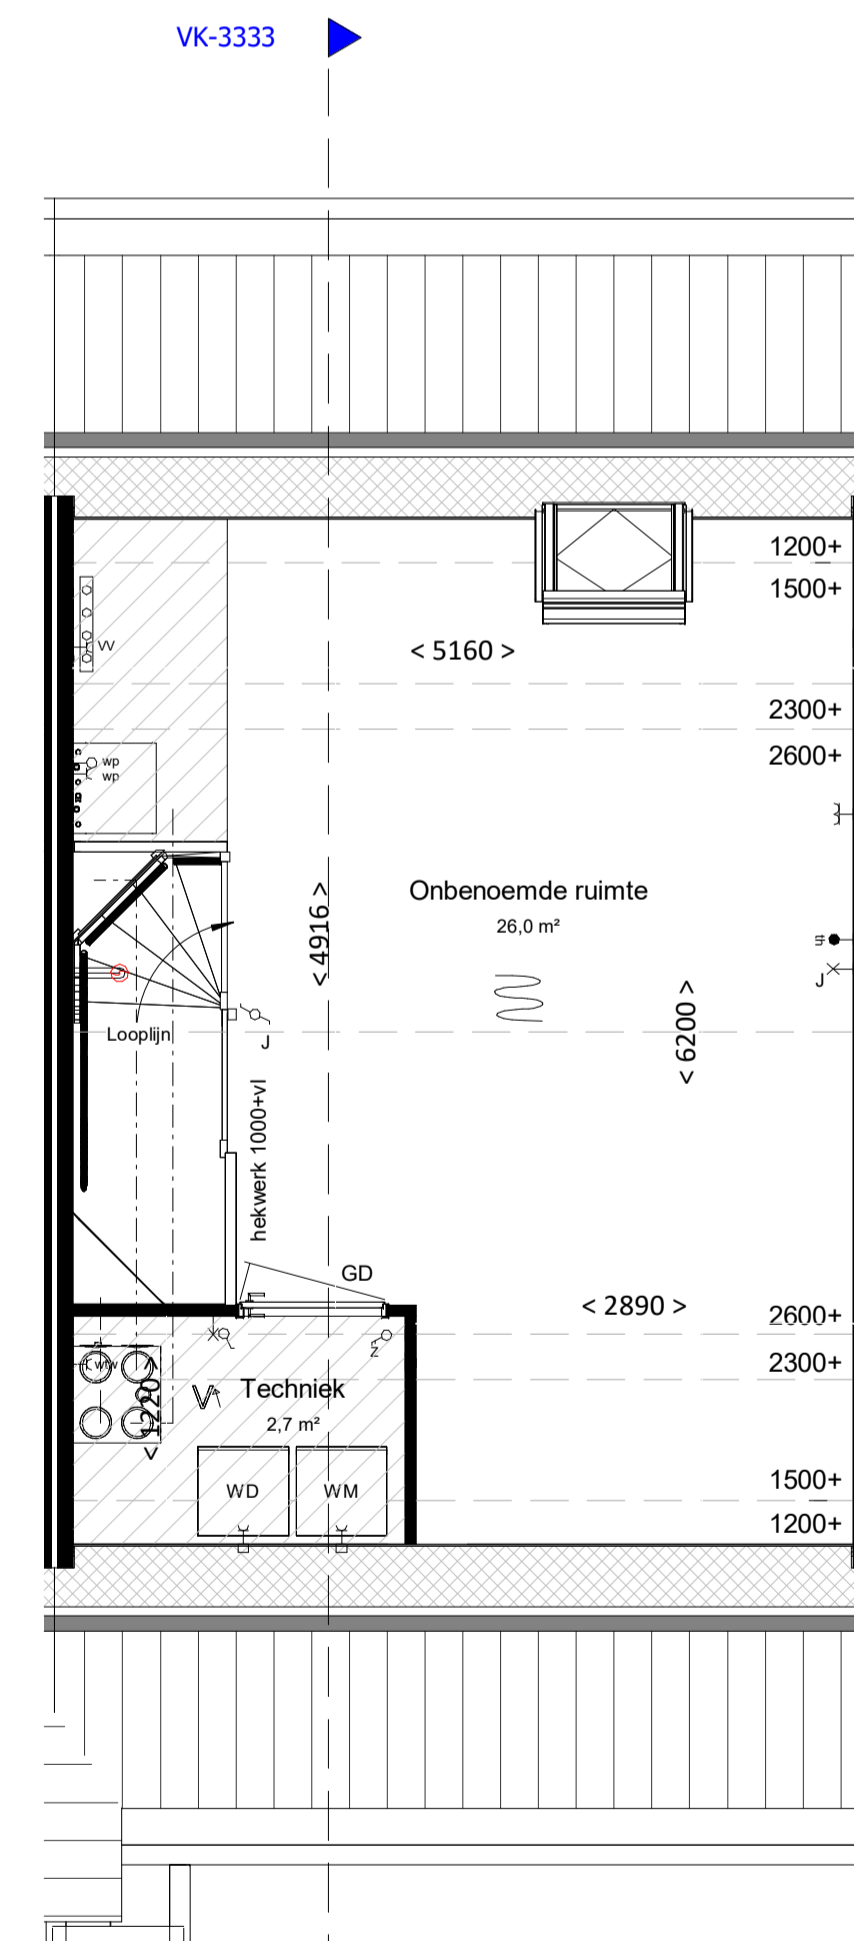 VK-3333
1200+
1500+
VV
< 5160 >
2300+
2600+
wp
wp
Onbenoemde ruimte
26,0 m²
< 4916 >
J
< 6200 >
Looplijn
J
hekwerk 1000+vl
GD
< 2890 >
2600+
2300+
wtw
< 1220 >
Techniek
2,7 m²
z
WD
WM
1500+
1200+